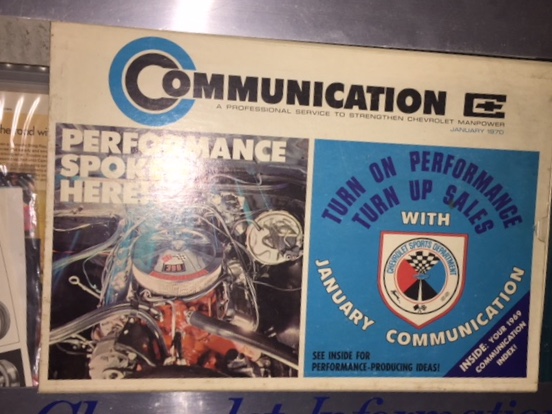 COMMUNICATION
A PROFESSIONAL SERVICE TO STRENGTHEN CHEVROLET MANPOWER
JANUARY 1970
PERFORMANCE
SPOKEN
HERE!
396
TURN ON PERFORMANCE
TURN UP SALES
WITH
CHEVROLET SPORTS DEPARTMENT
JANUARY COMMUNICATION
SEE INSIDE FOR
PERFORMANCE-PRODUCING IDEAS!
INSIDE: YOUR 1969
COMMUNICATION
INDEX!